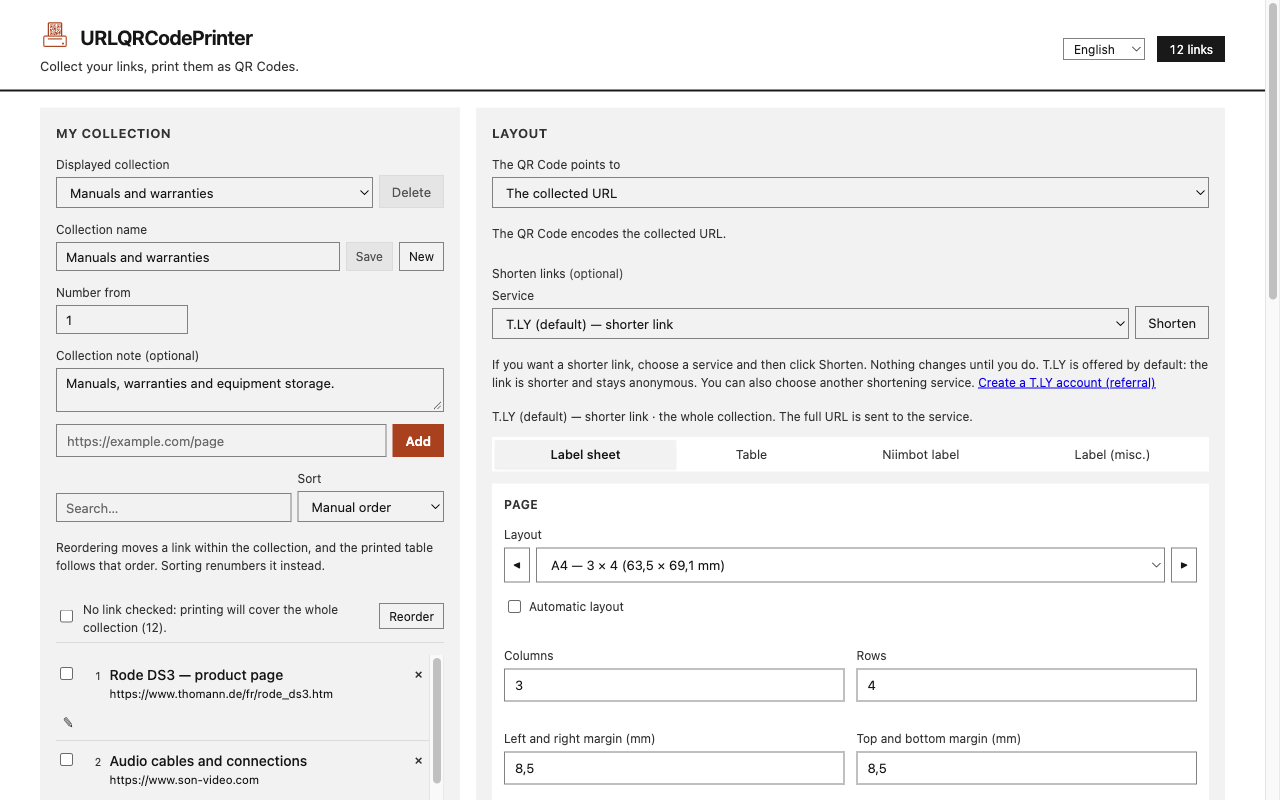 URLQRCodePrinter
Collect your links, print them as QR Codes.
English
12 links
MY COLLECTION
Displayed collection
Manuals and warranties
Delete
Collection name
Manuals and warranties
Save
New
Number from
1
Collection note (optional)
Manuals, warranties and equipment storage.
https://example.com/page
Add
Sort
Search…
Manual order
Reordering moves a link within the collection, and the printed table
follows that order. Sorting renumbers it instead.
No link checked: printing will cover the whole
collection (12).
Reorder
1 Rode DS3 — product page ×
https://www.thomann.de/fr/rode_ds3.htm
✎
2 Audio cables and connections ×
https://www.son-video.com
LAYOUT
The QR Code points to
The collected URL
The QR Code encodes the collected URL.
Shorten links (optional)
Service
T.LY (default) — shorter link
Shorten
If you want a shorter link, choose a service and then click Shorten. Nothing changes until you do. T.LY is offered by default: the
link is shorter and stays anonymous. You can also choose another shortening service. Create a T.LY account (referral)
T.LY (default) — shorter link · the whole collection. The full URL is sent to the service.
Label sheet
Table
Niimbot label
Label (misc.)
PAGE
Layout
◄
A4 — 3 × 4 (63,5 × 69,1 mm)
►
Automatic layout
Columns
Rows
3
4
Left and right margin (mm)
Top and bottom margin (mm)
8,5
8,5